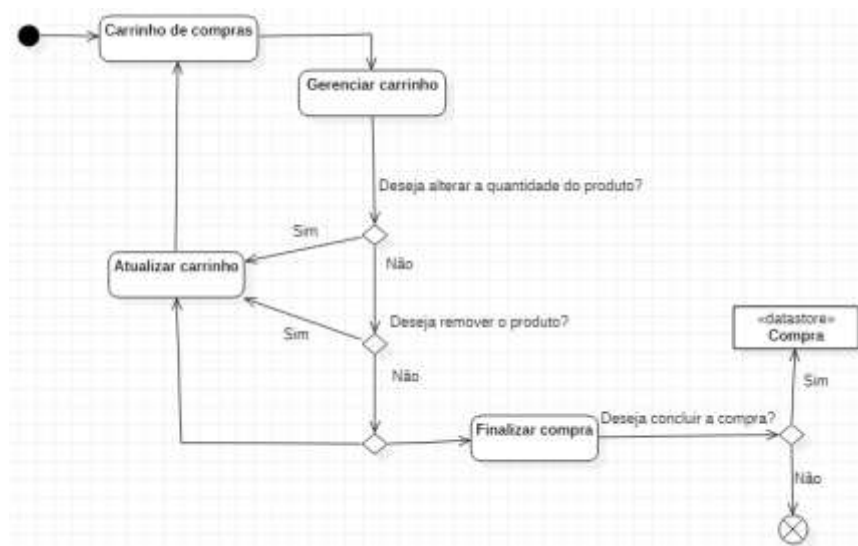 Carrinho de compras
Gerenciar carrinho
Deseja alterar a quantidade do produto?
Sim
Não
Atualizar carrinho
Deseja remover o produto?
Sim
Não
«datastore»
Compra
Sim
Deseja concluir a compra?
Finalizar compra
Não